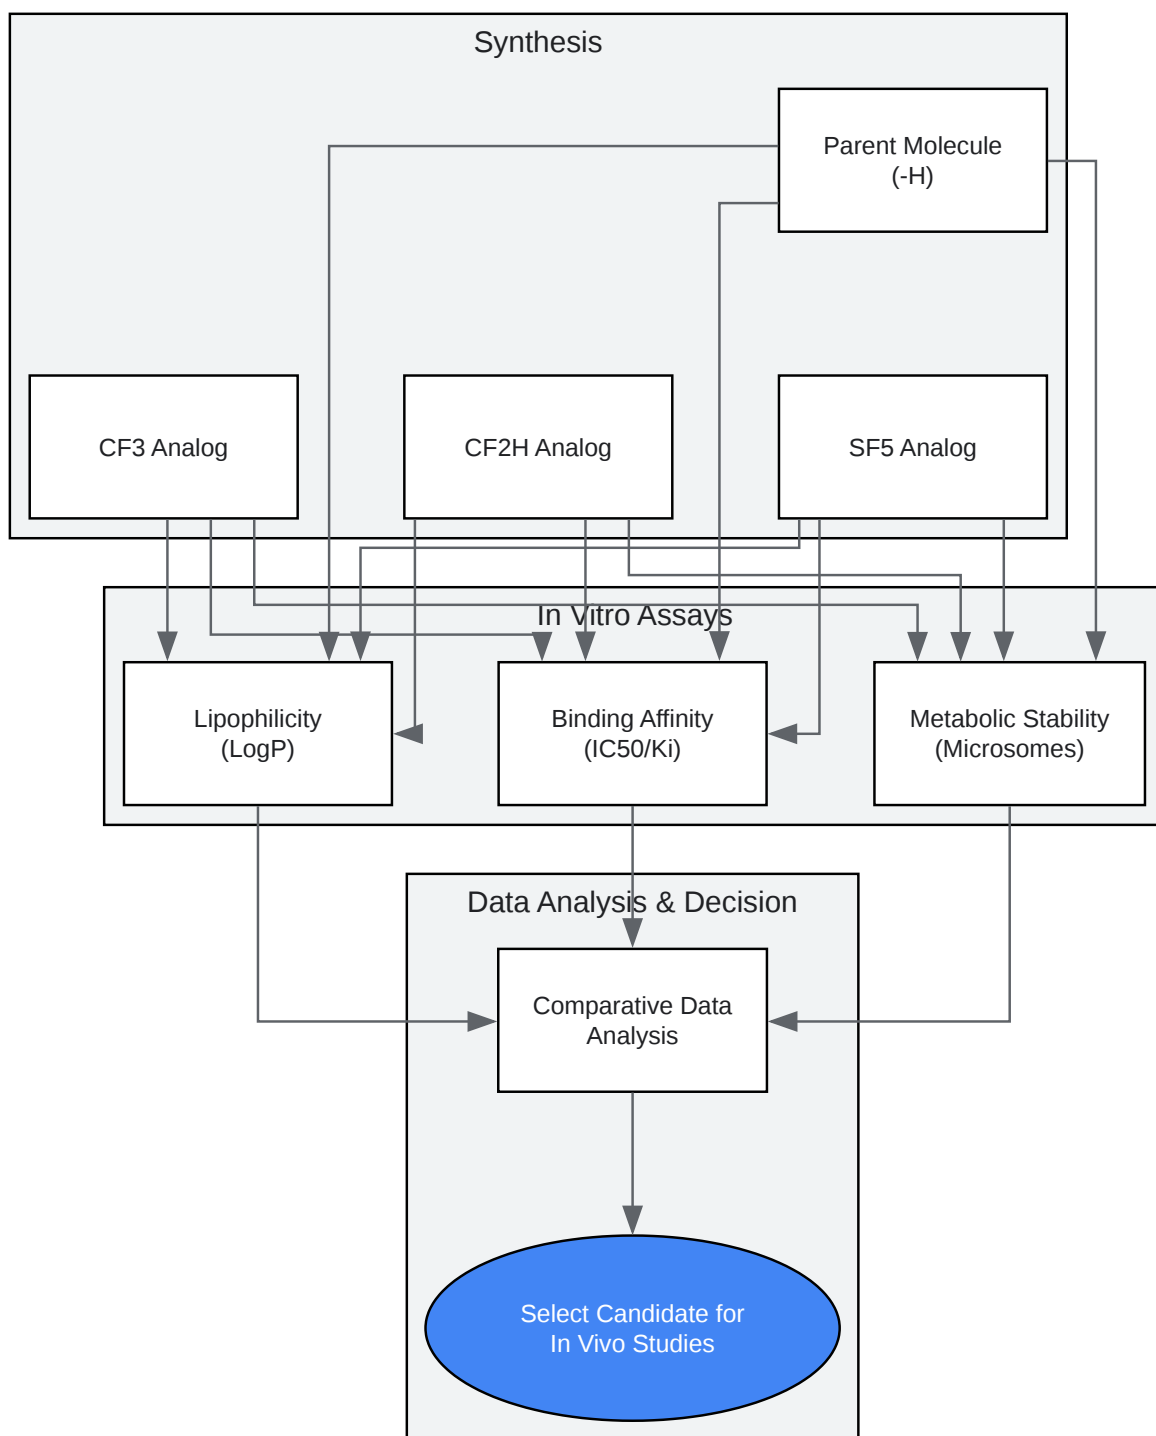 Synthesis
Parent Molecule
(-H)
CF3 Analog
CF2H Analog
SF5 Analog
In Vitro Assays
Lipophilicity
(LogP)
Binding Affinity
(IC50/Ki)
Metabolic Stability
(Microsomes)
Data Analysis & Decision
Comparative Data
Analysis
Select Candidate for
In Vivo Studies